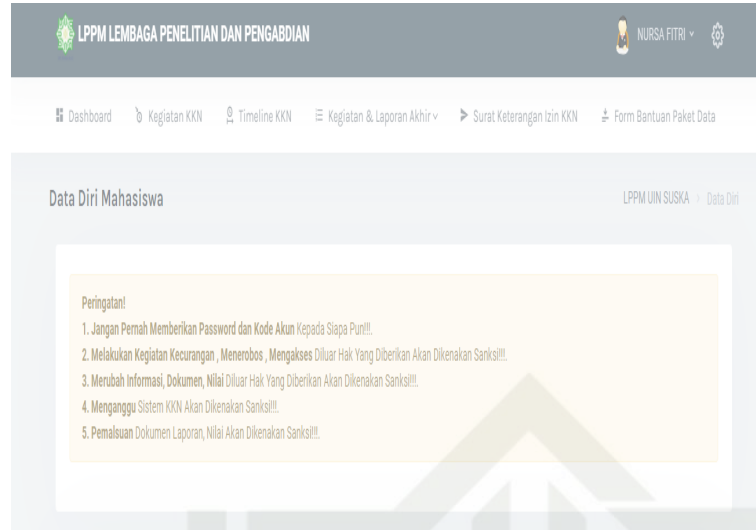 LPPM LEMBAGA PENELITIAN DAN PENGABDIAN
NURSA FITRI
Dashboard Kegiatan KKN Timeline KKN Kegiatan & Laporan Akhir Surat Keterangan Izin KKN Form Bantuan Paket Data
Data Diri Mahasiswa
LPPM UIN SUSKA > Data Diri
Peringatan!
1. Jangan Pernah Memberikan Password dan Kode Akun Kepada Siapa Pun!!!.
2. Melakukan Kegiatan Kecurangan , Menerobos , Mengakses Diluar Hak Yang Diberikan Akan Dikenakan Sanksi!!!.
3. Merubah Informasi, Dokumen, Nilai Diluar Hak Yang Diberikan Akan Dikenakan Sanksi!!!.
4. Menganggu Sistem KKN Akan Dikenakan Sanksi!!!.
5. Pemalsuan Dokumen Laporan, Nilai Akan Dikenakan Sanksi!!!.